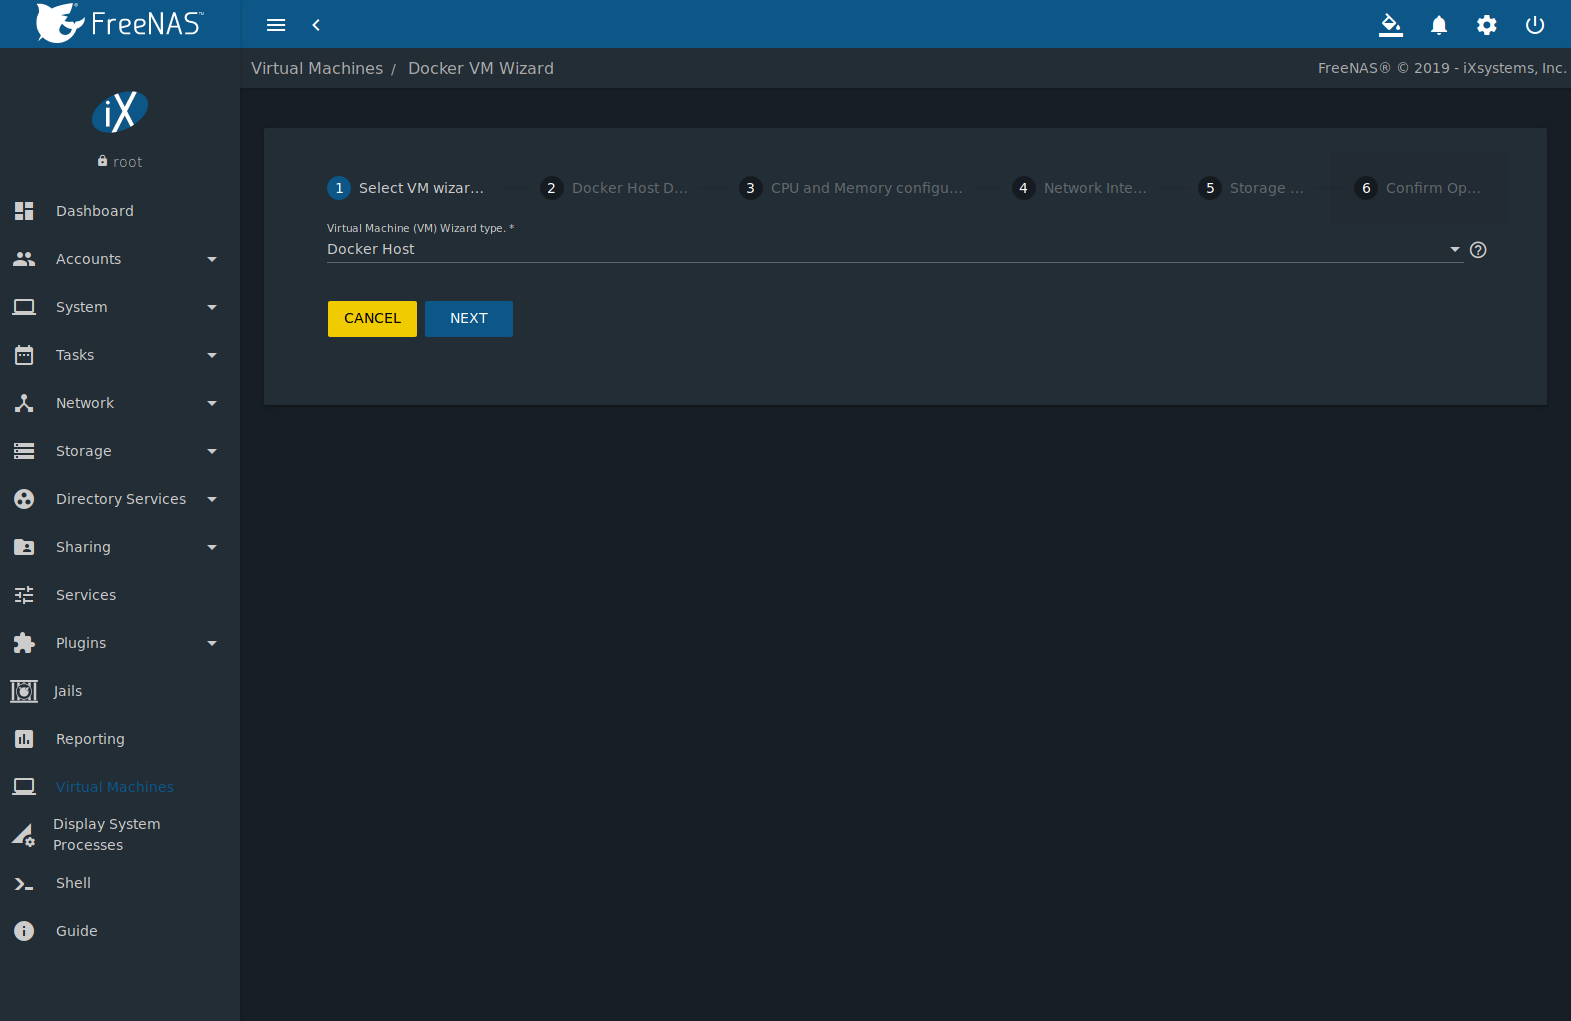 FreeNAS™
Virtual Machines / Docker VM Wizard
FreeNAS® © 2019 - iXsystems, Inc.
iX
root
Dashboard
Accounts
System
Tasks
Network
Storage
Directory Services
Sharing
Services
Plugins
Jails
Reporting
Virtual Machines
Display System
Processes
Shell
Guide
1 Select VM wizar...
2 Docker Host D...
3 CPU and Memory configu...
4 Network Inte...
5 Storage ...
6 Confirm Op...
Virtual Machine (VM) Wizard type. *
Docker Host
CANCEL
NEXT